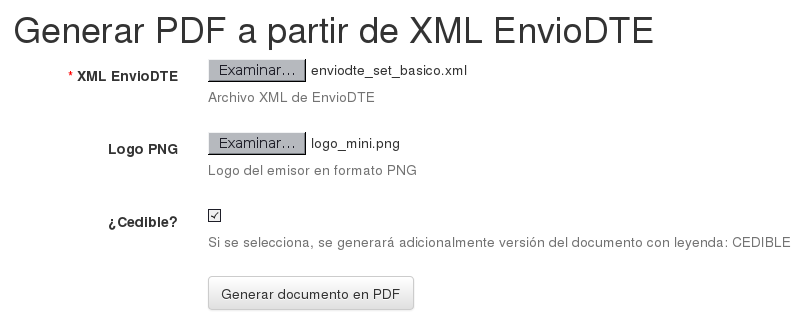 Generar PDF a partir de XML EnvioDTE
* XML EnvioDTE Examinar... enviodte_set_basico.xml
Archivo XML de EnvioDTE
Logo PNG Examinar... logo_mini.png
Logo del emisor en formato PNG
¿Cedible?
Si se selecciona, se generará adicionalmente versión del documento con leyenda: CEDIBLE
Generar documento en PDF